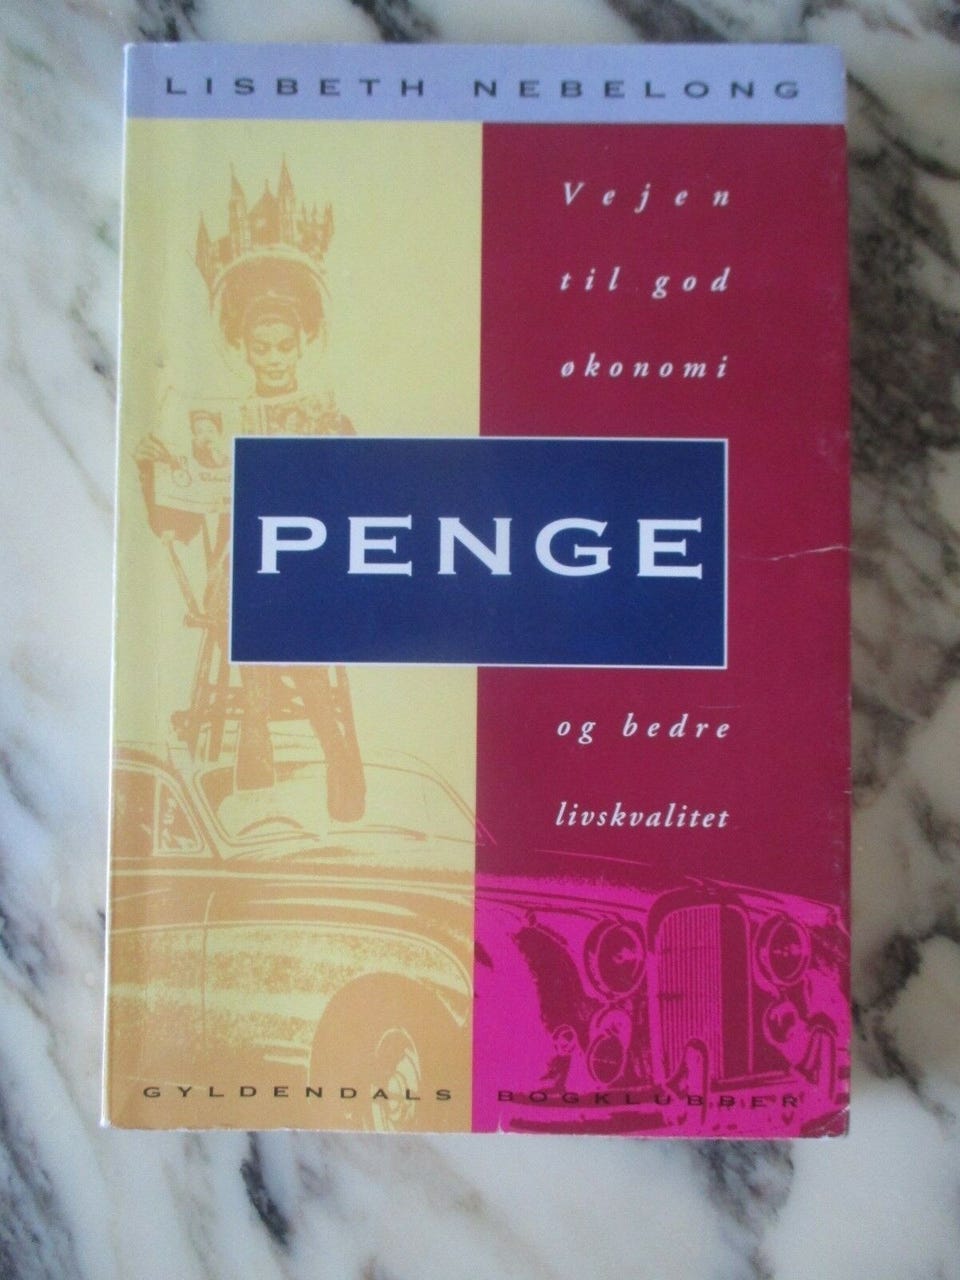 LISBETH NEBELONG
Vejen
til god
økonomi
PENGE
og bedre
livskvalitet
GYLDENDALS BOGKLUBBER